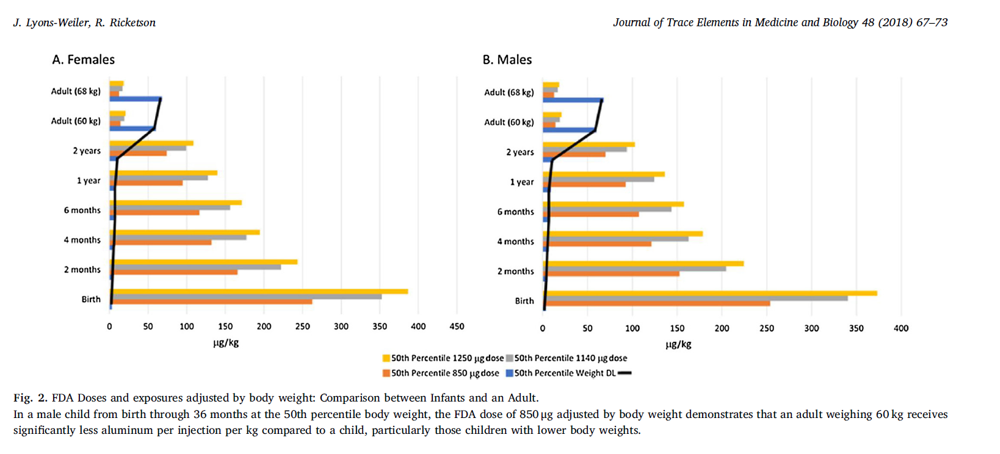 J. Lyons-Weiler, R. Ricketson
Journal of Trace Elements in Medicine and Biology 48 (2018) 67–73
A. Females
Adult (68 kg)
Adult (60 kg)
2 years
1 year
6 months
4 months
2 months
Birth
0 50 100 150 200 250 300 350 400 450
µg/kg
B. Males
Adult (68 kg)
Adult (60 kg)
2 years
1 year
6 months
4 months
2 months
Birth
0 50 100 150 200 250 300 350 400
µg/kg
50th Percentile 1250 µg dose 50th Percentile 1140 µg dose
50th Percentile 850 µg dose 50th Percentile Weight DL
Fig. 2. FDA Doses and exposures adjusted by body weight: Comparison between Infants and an Adult.
In a male child from birth through 36 months at the 50th percentile body weight, the FDA dose of 850 µg adjusted by body weight demonstrates that an adult weighing 60 kg receives
significantly less aluminum per injection per kg compared to a child, particularly those children with lower body weights.